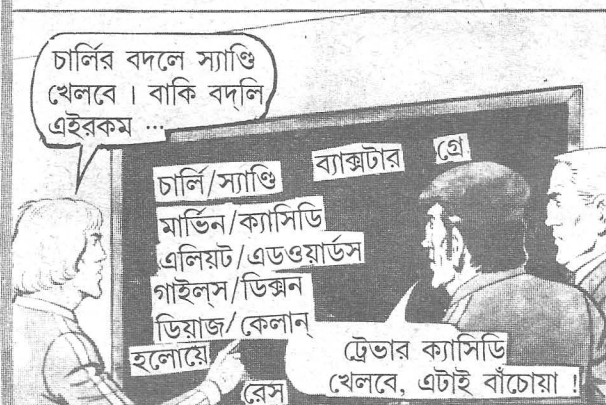 চার্লির বদলে স্যাণ্ডি
খেলবে । বাকি বদ্‌লি
এইরকম ...
ব্যাক্সটার গ্রে
চার্লি/স্যাণ্ডি
মার্ভিন/ক্যাসিডি
এলিয়ট/এডওয়ার্ডস
গাইল্‌স/ডিক্সন
ডিয়াজ/কেলান্
হলোয়ে
রেস
ট্রেভার ক্যাসিডি
খেলবে, এটাই বাঁচোয়া !